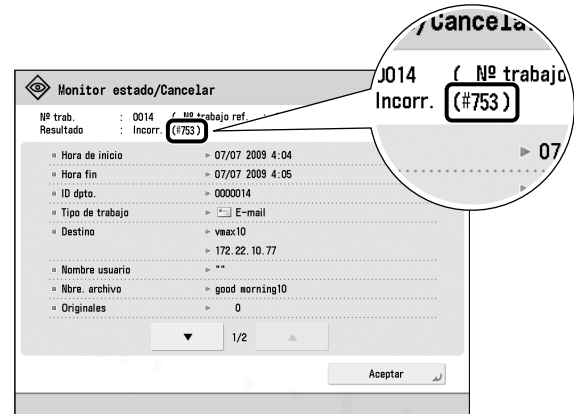 Monitor estado/Cancelar
Nº trab. : 0014 ( Nº trabajo ref. :
Resultado : Incorr. (#753)
Hora de inicio 07/07 2009 4:04
Hora fin 07/07 2009 4:05
ID dpto. 0000014
Tipo de trabajo E-mail
Destino vmax10
172.22.10.77
Nombre usuario ""
Nbre. archivo good morning10
Originales 0
▼ 1/2 ▲
Aceptar
/Cancela
0014 ( Nº trabajo
Incorr. (#753)
07